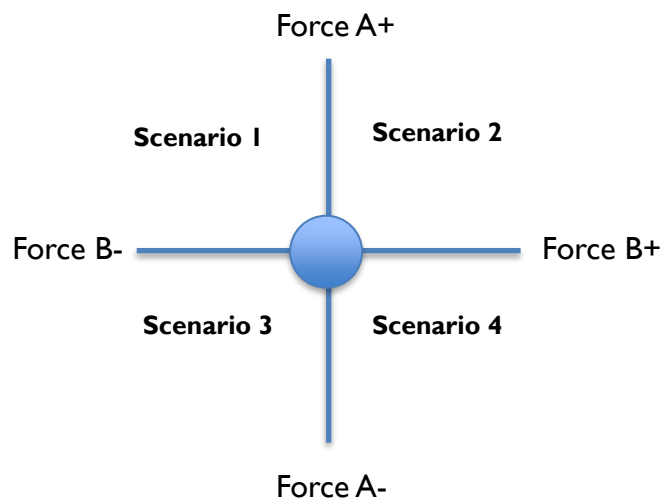 Force A+
Scenario 1
Scenario 2
Force B-
Force B+
Scenario 3
Scenario 4
Force A-